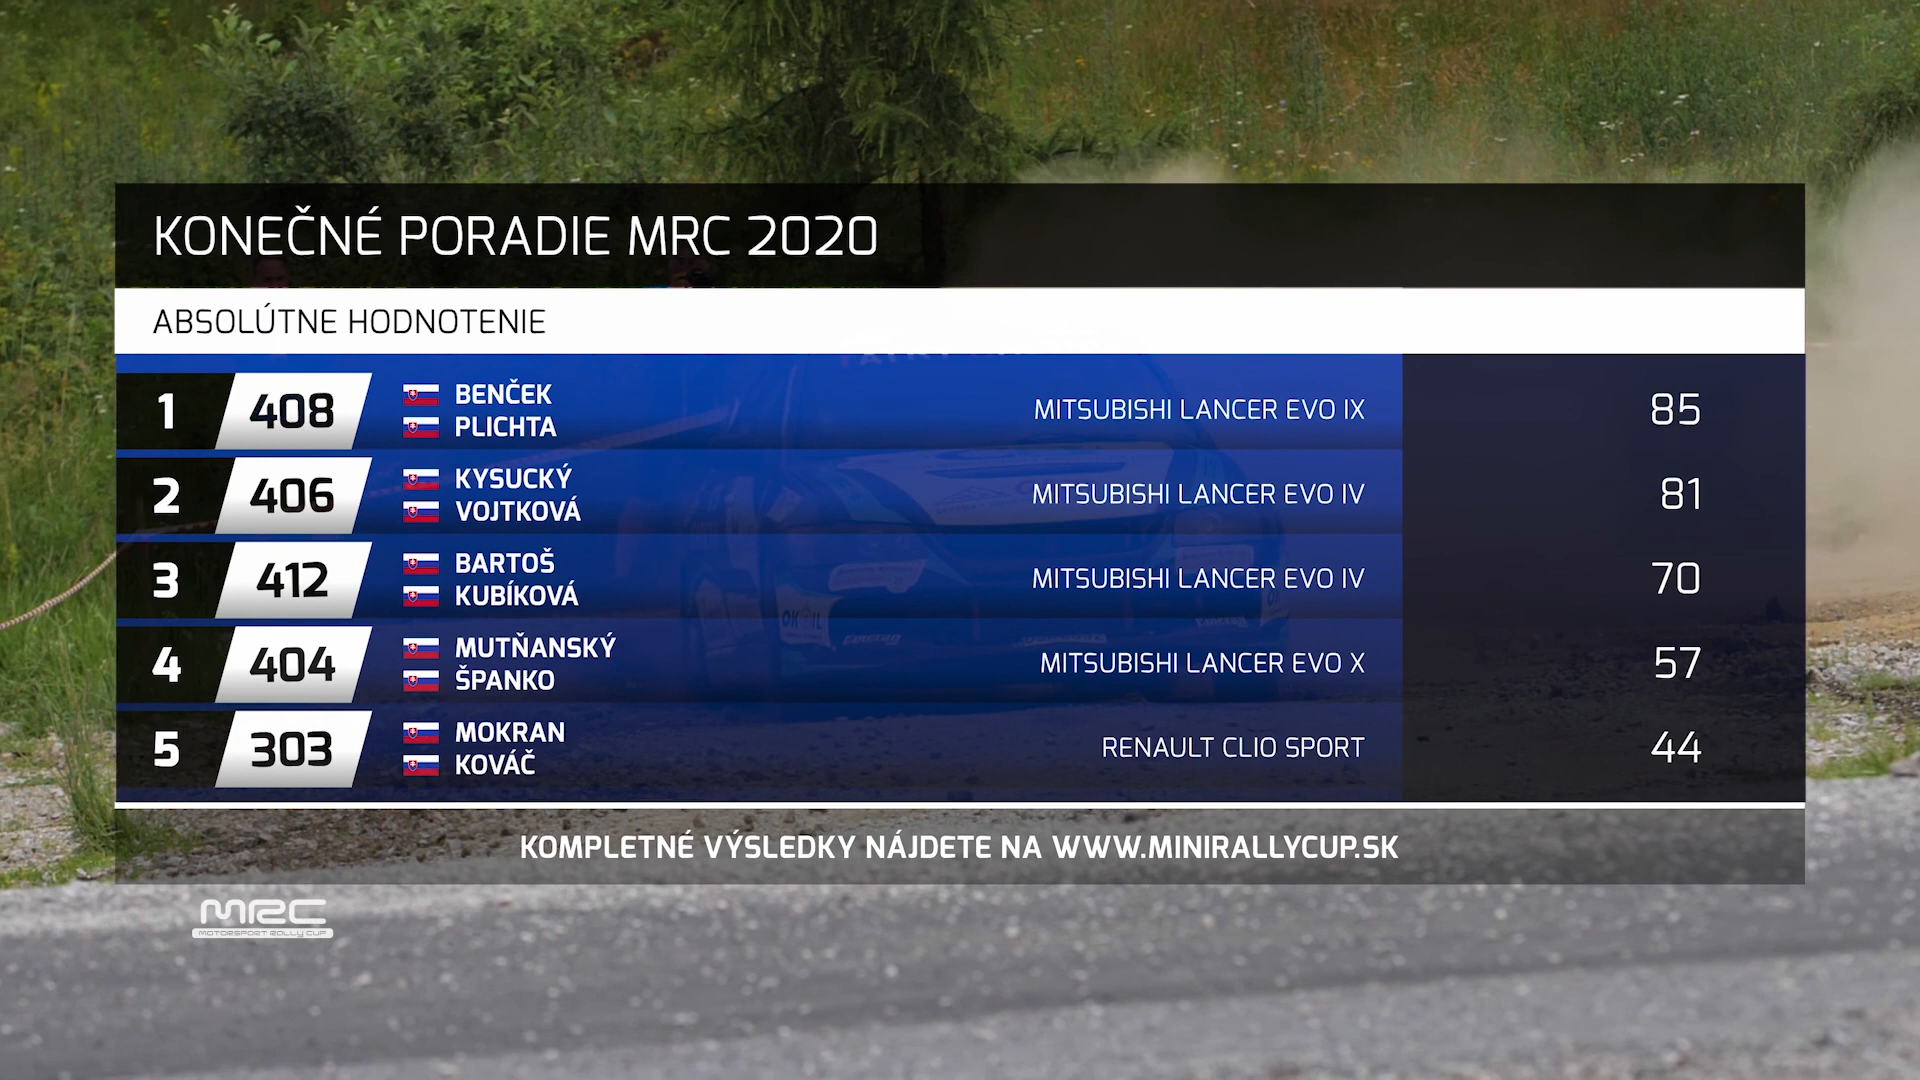 KONEČNÉ PORADIE MRC 2020
ABSOLÚTNE HODNOTENIE
1 408 BENČEK PLICHTA MITSUBISHI LANCER EVO IX 85
2 406 KYSUCKÝ VOJTKOVÁ MITSUBISHI LANCER EVO IV 81
3 412 BARTOŠ KUBÍKOVÁ MITSUBISHI LANCER EVO IV 70
4 404 MUTŇANSKÝ ŠPANKO MITSUBISHI LANCER EVO X 57
5 303 MOKRAN KOVÁČ RENAULT CLIO SPORT 44
KOMPLETNÉ VÝSLEDKY NÁJDETE NA WWW.MINIRALLYCUP.SK
MRC
MOTORSPORT RALLY CUP